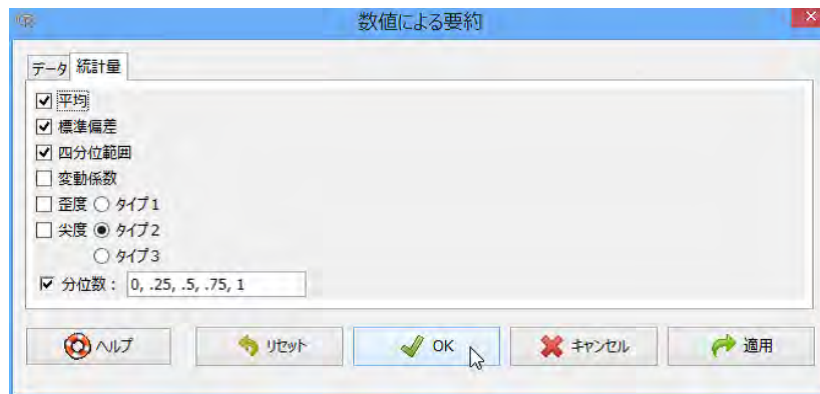 数値による要約
データ 統計量
平均
標準偏差
四分位範囲
変動係数
歪度 タイプ1
尖度 タイプ2
タイプ3
分位数： 0, .25, .5, .75, 1
ヘルプ リセット OK キャンセル 適用